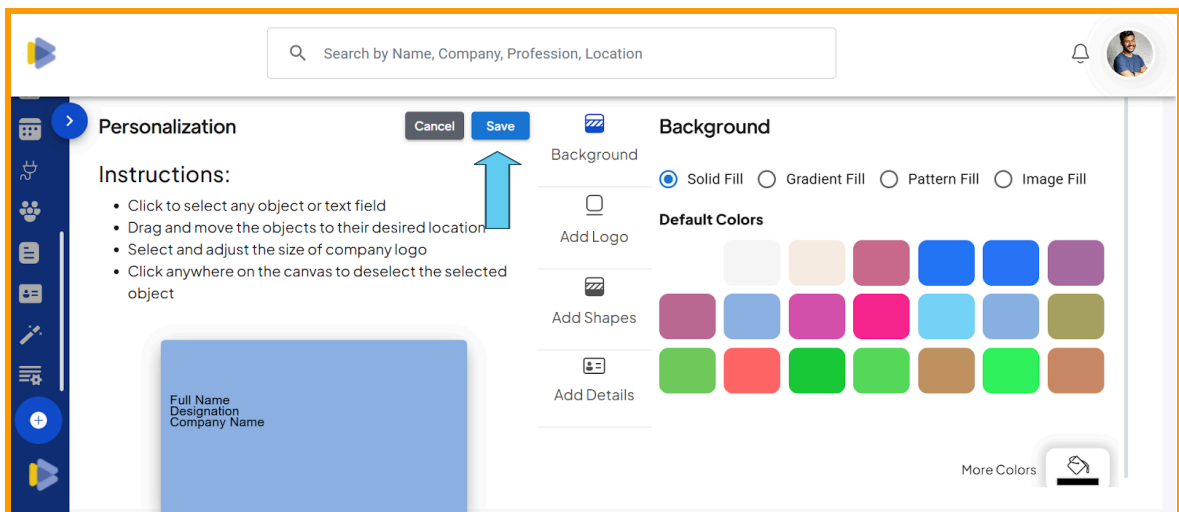 Search by Name, Company, Profession, Location
Personalization
Cancel
Save
Instructions:
• Click to select any object or text field
• Drag and move the objects to their desired location
• Select and adjust the size of company logo
• Click anywhere on the canvas to deselect the selected
object
Full Name
Designation
Company Name
Background
Add Logo
Add Shapes
Add Details
Background
Solid Fill
Gradient Fill
Pattern Fill
Image Fill
Default Colors
More Colors